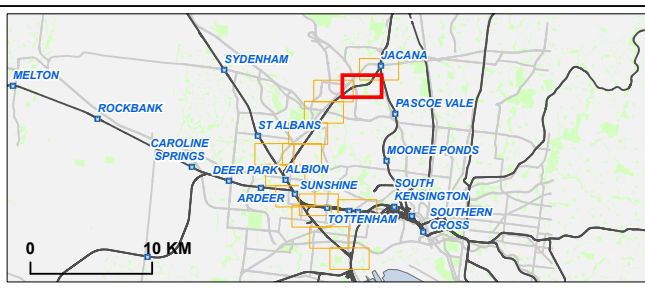 JACANA
SYDENHAM
MELTON
PASCOE VALE
ROCKBANK
ST ALBANS
CAROLINE
SPRINGS
MOONEE PONDS
DEER PARK
ALBION
ARDEER
SUNSHINE
SOUTH
KENSINGTON
TOTTENHAM
SOUTHERN
CROSS
0 10 KM